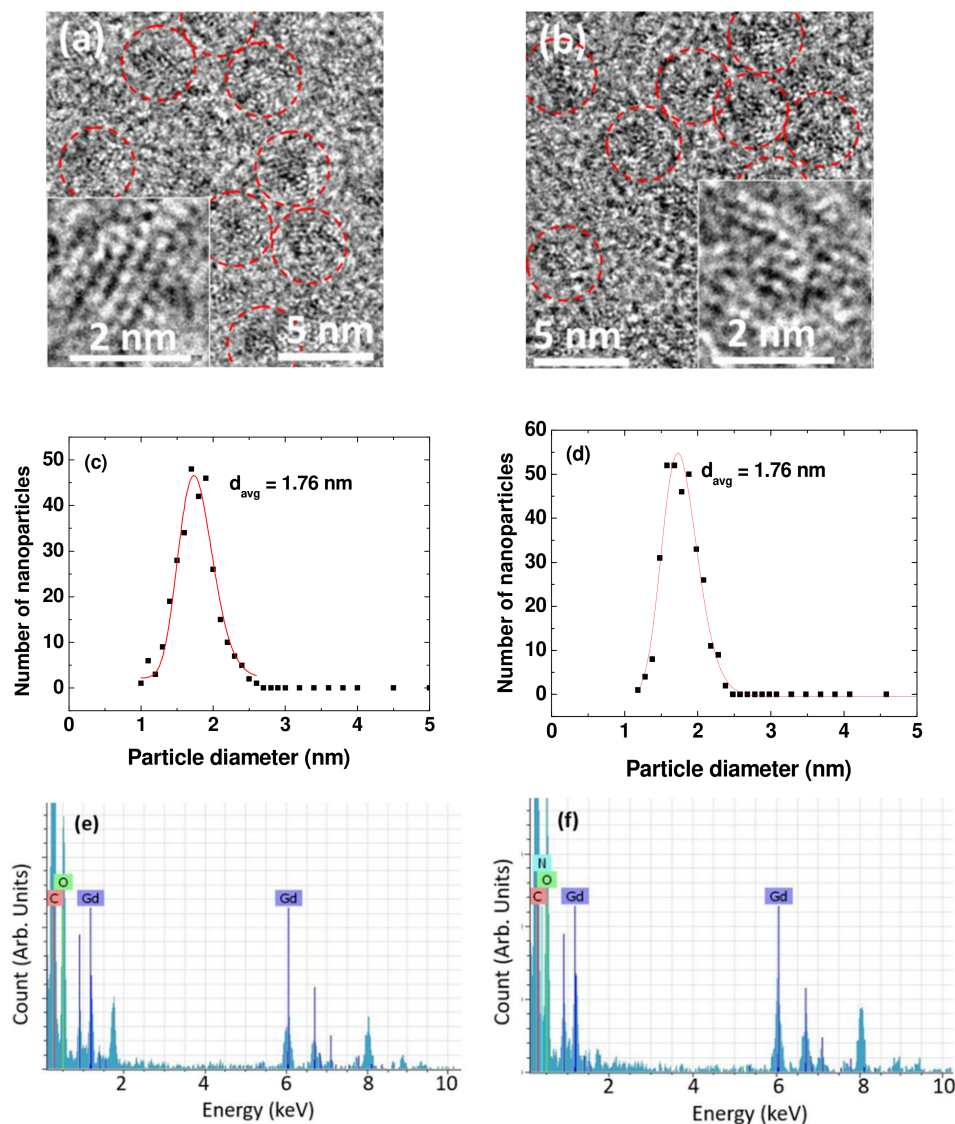 (a)
2 nm
5 nm
(b)
5 nm
2 nm
(c)
d_avg = 1.76 nm
Number of nanoparticles
50
40
30
20
10
0
0 1 2 3 4 5
Particle diameter (nm)
(d)
d_avg = 1.76 nm
Number of nanoparticles
60
50
40
30
20
10
0
0 1 2 3 4 5
Particle diameter (nm)
(e)
O
C Gd Gd
Count (Arb. Units)
2 4 6 8 10
Energy (keV)
(f)
N
O
C Gd Gd
Count (Arb. Units)
2 4 6 8 10
Energy (keV)